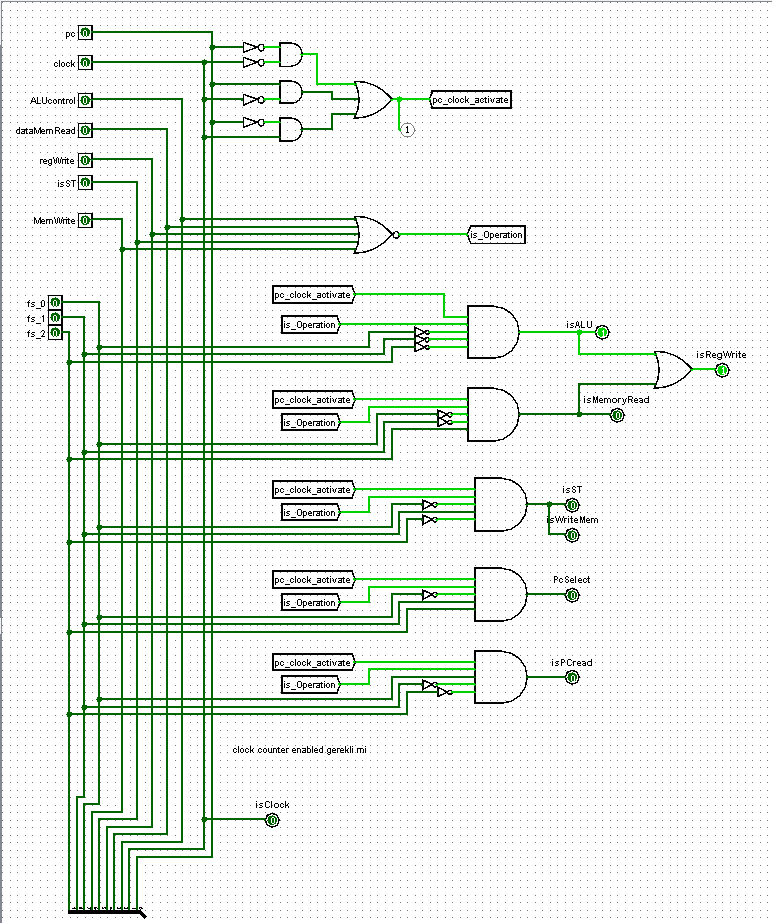 pc
clock
ALUcontrol
pc_clock_activate
dataMemRead
1
regWrite
isST
MemWrite
is_Operation
pc_clock_activate
fs_0
fs_1
fs_2
is_Operation
isALU
isRegWrite
pc_clock_activate
isMemoryRead
is_Operation
pc_clock_activate
isST
is_Operation
isWriteMem
pc_clock_activate
PcSelect
is_Operation
pc_clock_activate
isPCread
is_Operation
clock counter enabled gerekli mi
isClock